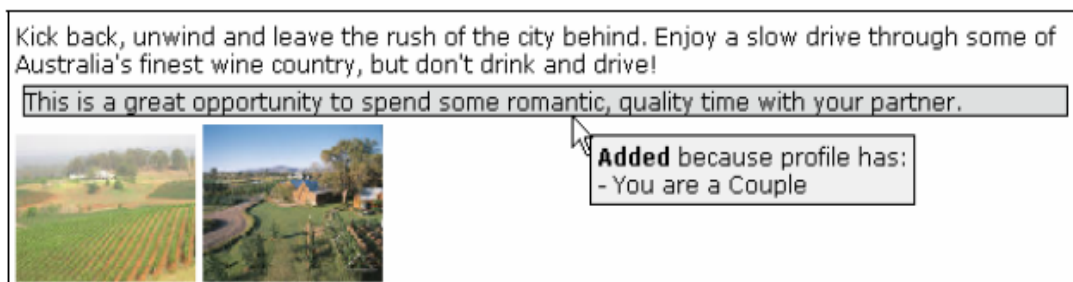 Kick back, unwind and leave the rush of the city behind. Enjoy a slow drive through some of
Australia's finest wine country, but don't drink and drive!
This is a great opportunity to spend some romantic, quality time with your partner.
Added because profile has:
- You are a Couple